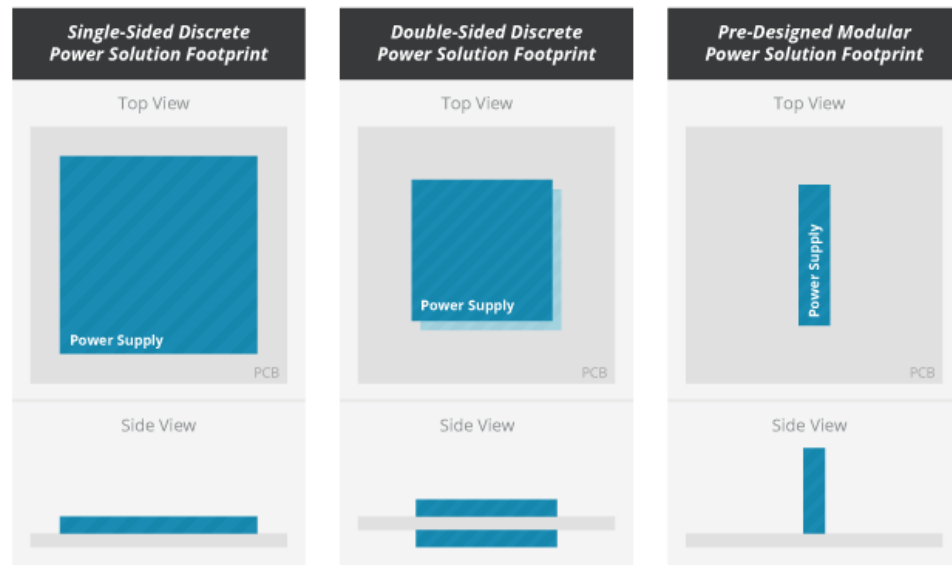 Single-Sided Discrete
Power Solution Footprint
Top View
Power Supply
PCB
Side View
Double-Sided Discrete
Power Solution Footprint
Top View
Power Supply
PCB
Side View
Pre-Designed Modular
Power Solution Footprint
Top View
Power Supply
PCB
Side View